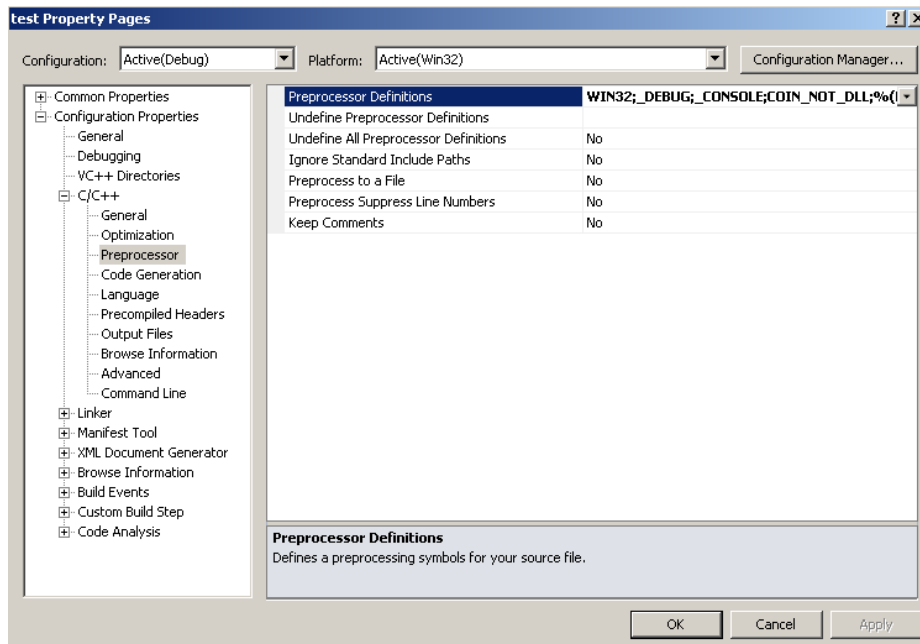 test Property Pages
Configuration: Active(Debug) Platform: Active(Win32) Configuration Manager...
Common Properties
Configuration Properties
General
Debugging
VC++ Directories
C/C++
General
Optimization
Preprocessor
Code Generation
Language
Precompiled Headers
Output Files
Browse Information
Advanced
Command Line
Linker
Manifest Tool
XML Document Generator
Browse Information
Build Events
Custom Build Step
Code Analysis
Preprocessor Definitions WIN32;_DEBUG;_CONSOLE;COIN_NOT_DLL;%(
Undefine Preprocessor Definitions
Undefine All Preprocessor Definitions No
Ignore Standard Include Paths No
Preprocess to a File No
Preprocess Suppress Line Numbers No
Keep Comments No
Preprocessor Definitions
Defines a preprocessing symbols for your source file.
OK Cancel Apply